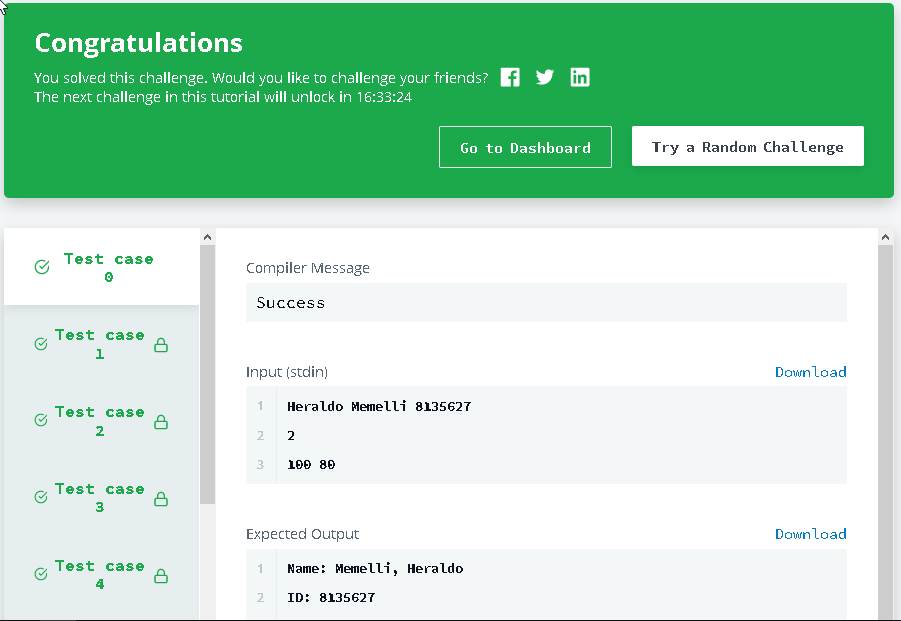 Congratulations
You solved this challenge. Would you like to challenge your friends?
The next challenge in this tutorial will unlock in 16:33:24
Go to Dashboard
Try a Random Challenge
Test case
0
Test case
1
Test case
2
Test case
3
Test case
4
Compiler Message
Success
Input (stdin)
Download
1 Heraldo Memelli 8135627
2 2
3 100 80
Expected Output
Download
1 Name: Memelli, Heraldo
2 ID: 8135627